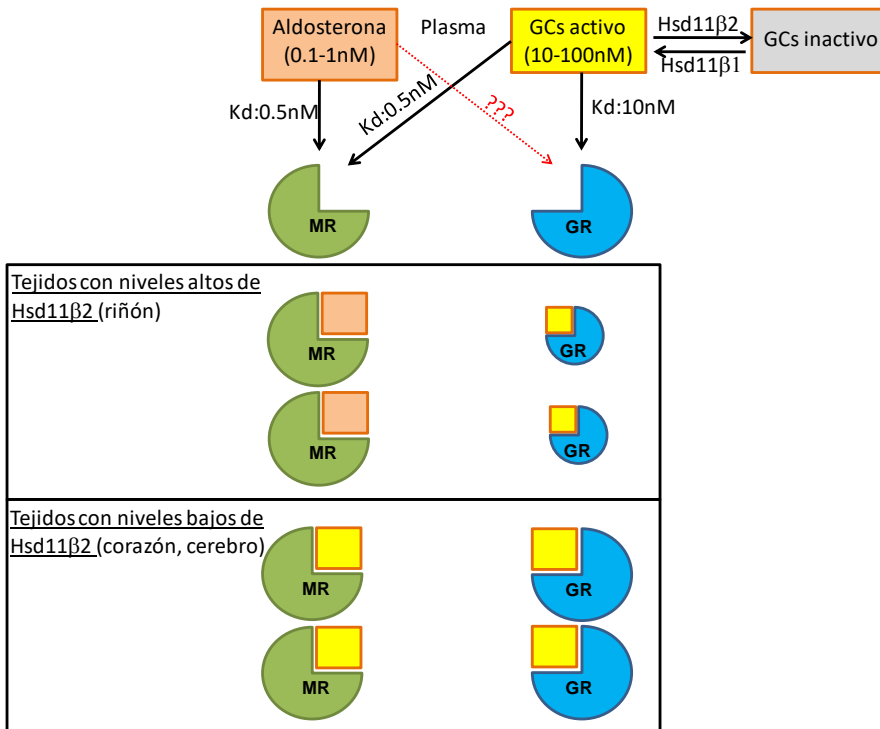 Aldosterona
(0.1-1nM)
Plasma
GCs activo
(10-100nM)
Hsd11β2
Hsd11β1
GCs inactivo
Kd:0.5nM
Kd:0.5nM
???
Kd:10nM
MR
GR
Tejidos con niveles altos de
Hsd11β2 (riñón)
MR
GR
MR
GR
Tejidos con niveles bajos de
Hsd11β2 (corazón, cerebro)
MR
GR
MR
GR